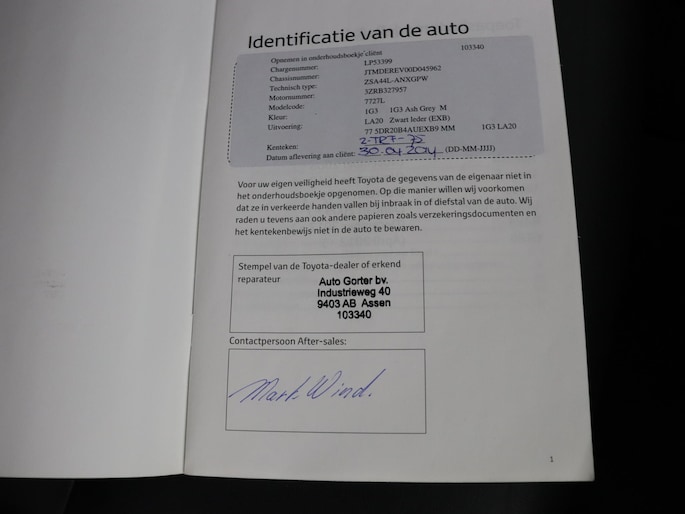 Identificatie van de auto
Opnemen in onderhoudsboekje cliënt 103340
Chargenummer: LP53399
Chassisnummer: JTMDEREV00D045962
Technisch type: ZSA44L-ANXGPW
Motornummer: 3ZRB327957
Modelcode: 7727L
Kleur: 1G3 1G3 Ash Grey M
Uitvoering: LA20 Zwart leder (EXB)
77 5DR20B4AUEXB9 MM 1G3 LA20
Kenteken: 2-TRT-75
Datum aflevering aan cliënt: 30-04 2014 (DD-MM-JJJJ)
Voor uw eigen veiligheid heeft Toyota de gegevens van de eigenaar niet in
het onderhoudsboekje opgenomen. Op die manier willen wij voorkomen
dat ze in verkeerde handen vallen bij inbraak in of diefstal van de auto. Wij
raden u tevens aan ook andere papieren zoals verzekeringsdocumenten en
het kentekenbewijs niet in de auto te bewaren.
Stempel van de Toyota-dealer of erkend
reparateur
Auto Gorter bv.
Industrieweg 40
9403 AB Assen
103340
Contactpersoon After-sales:
Mark Wind.
1